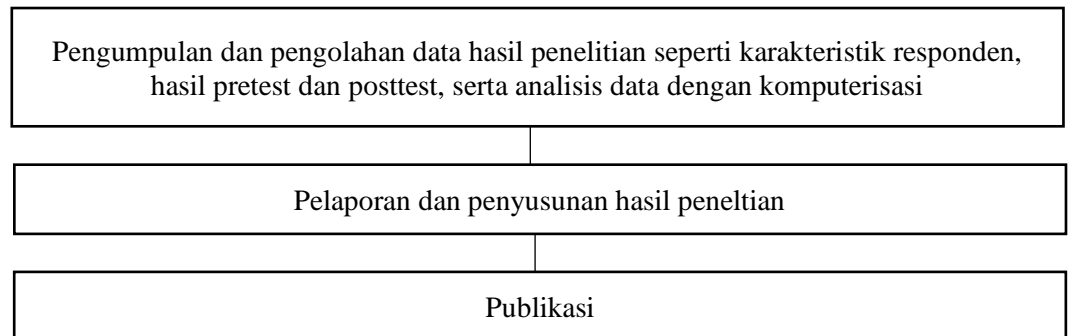 Pengumpulan dan pengolahan data hasil penelitian seperti karakteristik responden,
hasil pretest dan posttest, serta analisis data dengan komputerisasi
Pelaporan dan penyusunan hasil peneltian
Publikasi